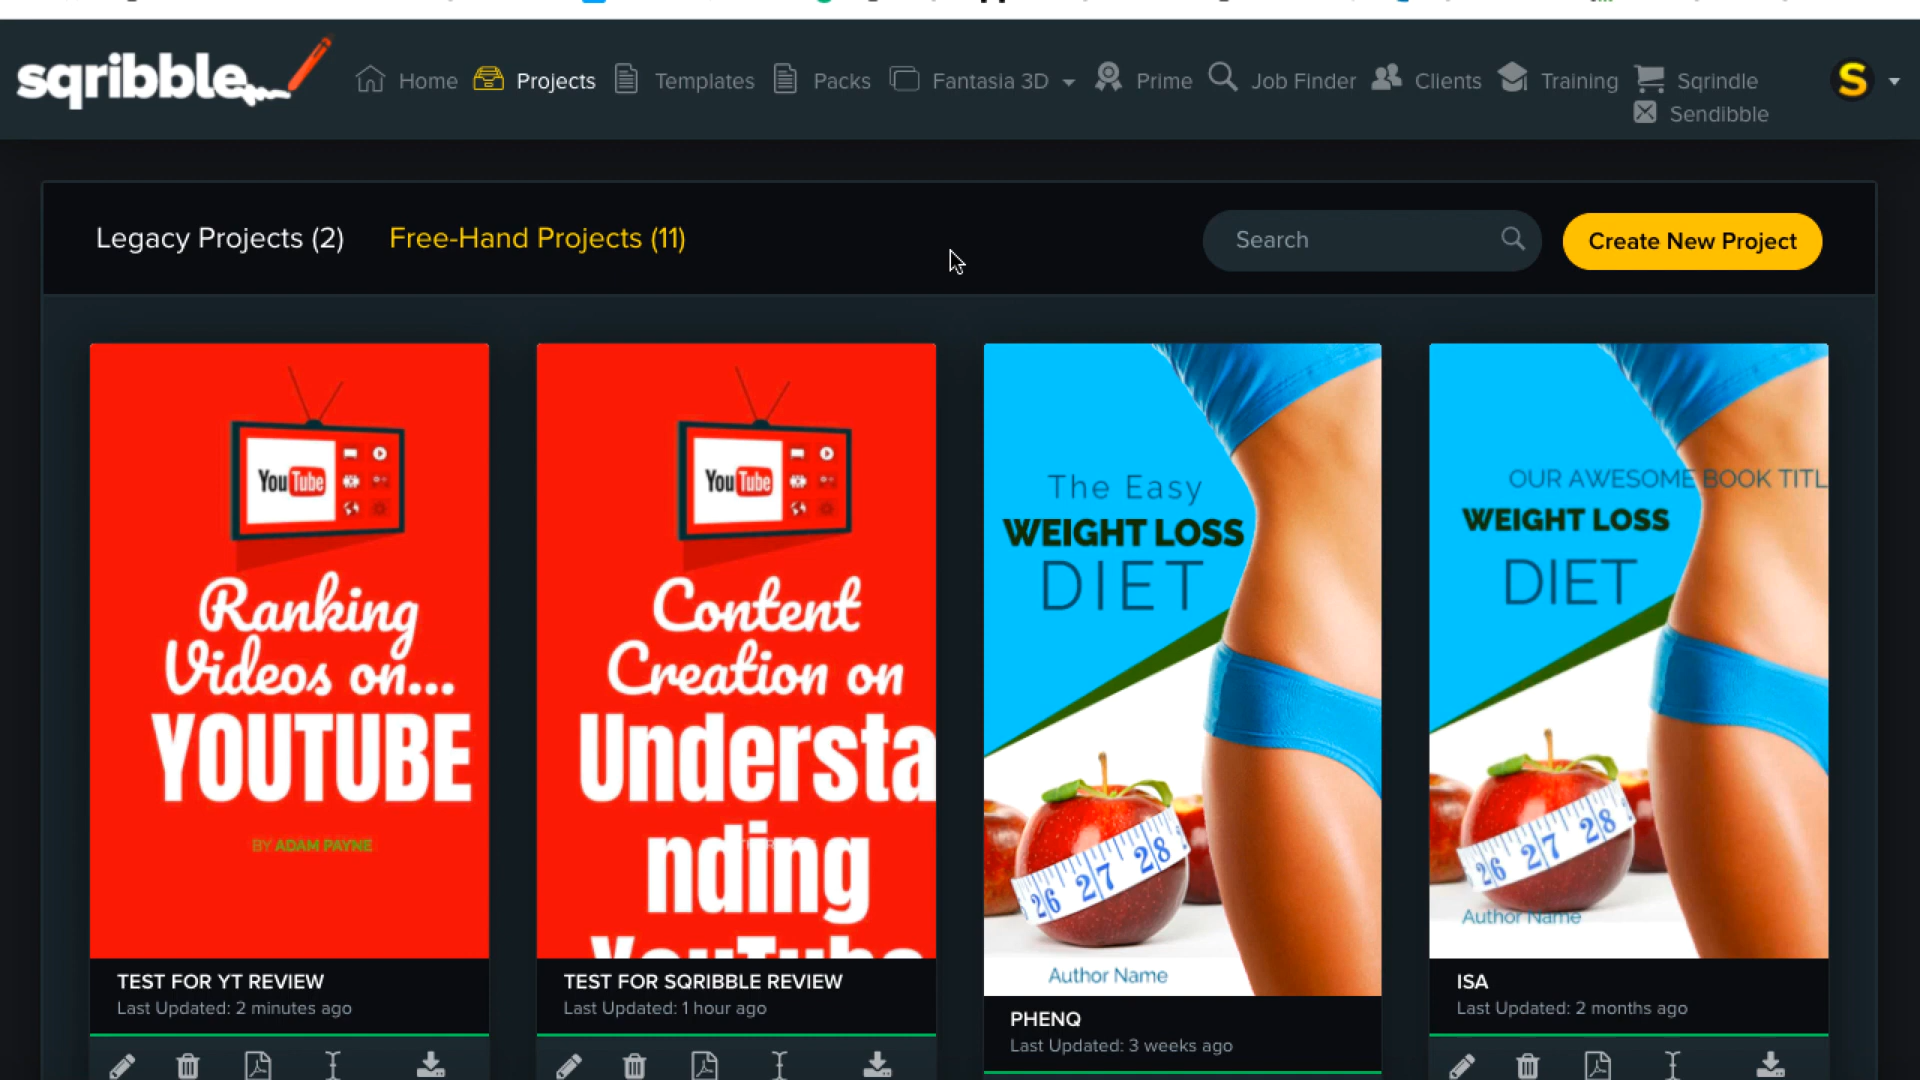 sqribble
Home Projects Templates Packs Fantasia 3D Prime Job Finder Clients Training Sqrindle
Sendibble
S
Legacy Projects (2) Free-Hand Projects (11) Search Create New Project
YouTube
Ranking
Videos on...
YOUTUBE
BY ADAM PAYNE
TEST FOR YT REVIEW
Last Updated: 2 minutes ago
YouTube
Content
Creation on
Understa
nding
YouTube
TEST FOR SQRIBBLE REVIEW
Last Updated: 1 hour ago
The Easy
WEIGHT LOSS
DIET
26 27 28
Author Name
PHENQ
Last Updated: 3 weeks ago
OUR AWESOME BOOK TITL
WEIGHT LOSS
DIET
26 27 28
Author Name
ISA
Last Updated: 2 months ago